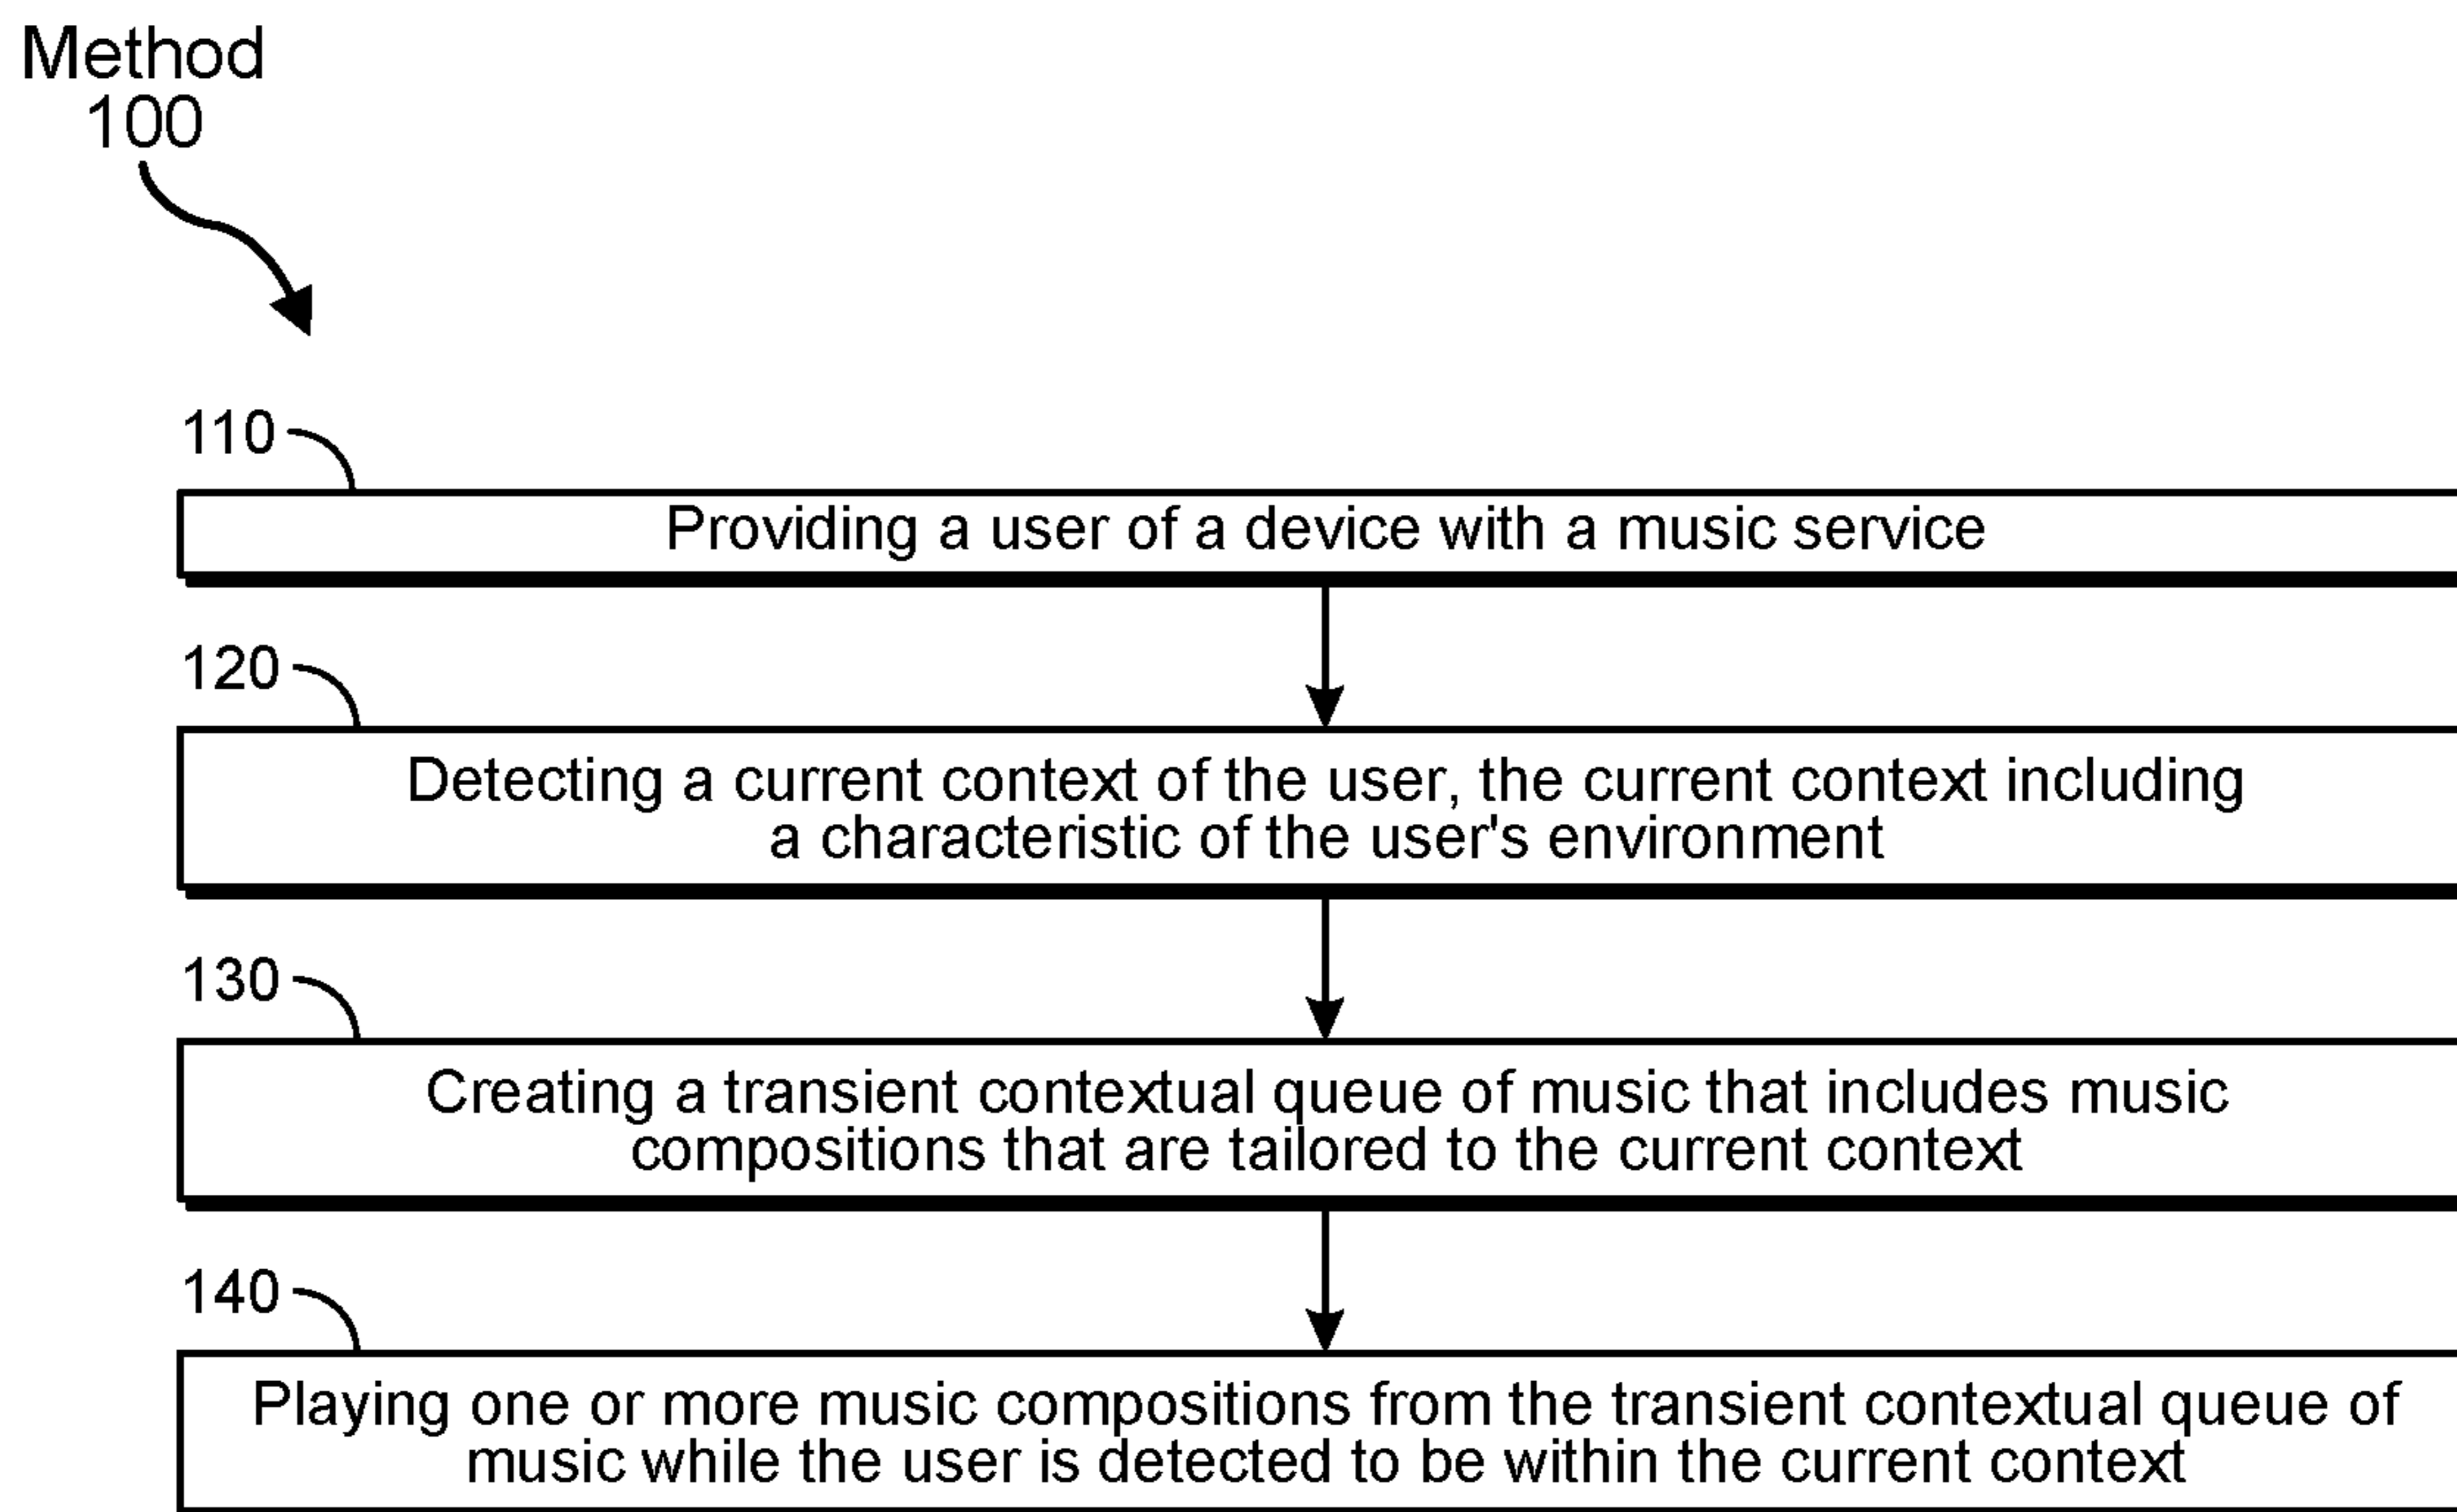 Method
100
110
Providing a user of a device with a music service
120
Detecting a current context of the user, the current context including
a characteristic of the user's environment
130
Creating a transient contextual queue of music that includes music
compositions that are tailored to the current context
140
Playing one or more music compositions from the transient contextual queue of
music while the user is detected to be within the current context